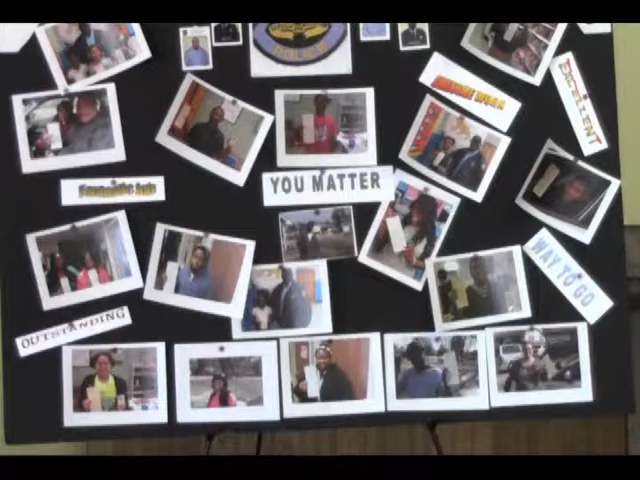 AWESOME WORK
EXCELLENT
YOU MATTER
WAY TO GO
OUTSTANDING